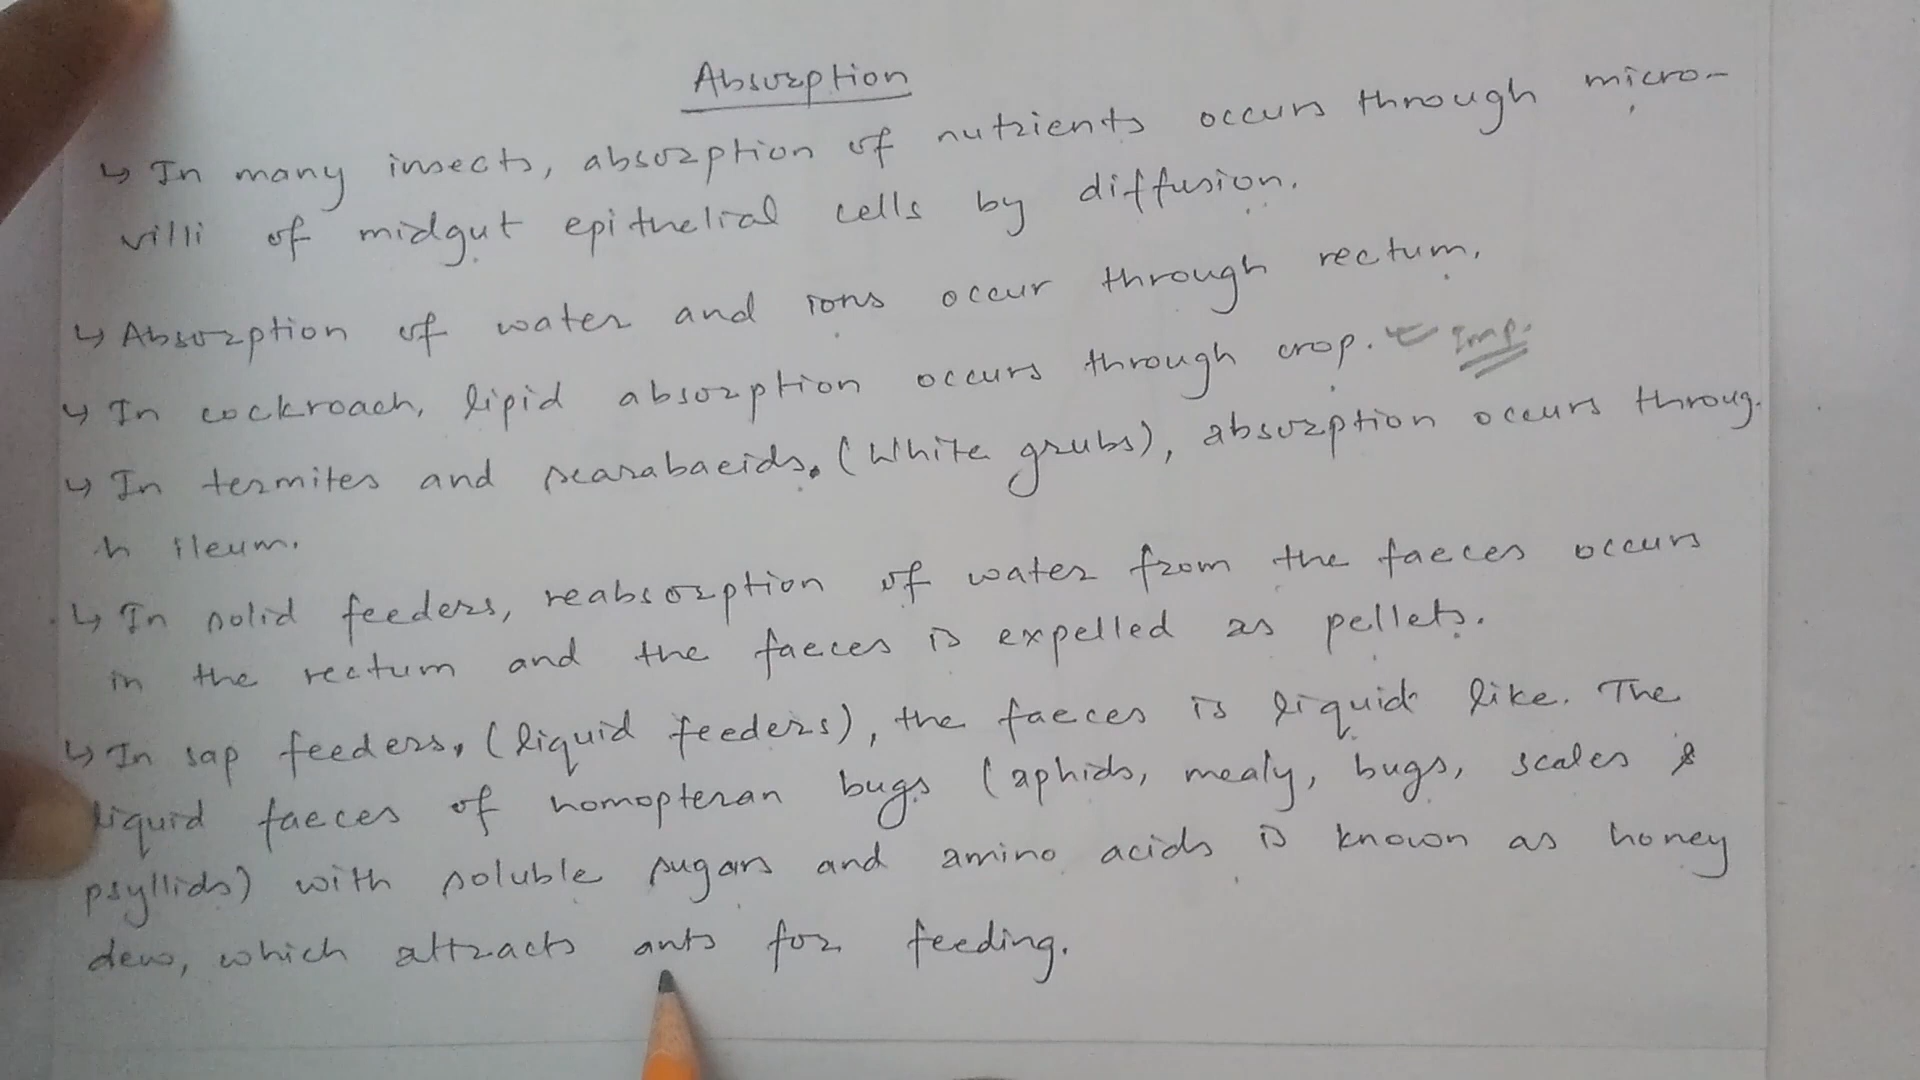 Absorption
↳ In many insects, absorption of nutrients occurs through micro-
villi of midgut epithelial cells by diffusion.
↳ Absorption of water and ions occur through rectum.
↳ In cockroach, lipid absorption occurs through crop. ← Imp.
↳ In termites and scarabaeids, (White grubs), absorption occurs throug-
h ileum.
↳ In solid feeders, reabsorption of water from the faeces occurs
in the rectum and the faeces is expelled as pellets.
↳ In sap feeders, (liquid feeders), the faeces is liquid like. The
liquid faeces of homopteran bugs (aphids, mealy, bugs, scales &
psyllids) with soluble sugars and amino acids is known as honey
dew, which attracts ants for feeding.